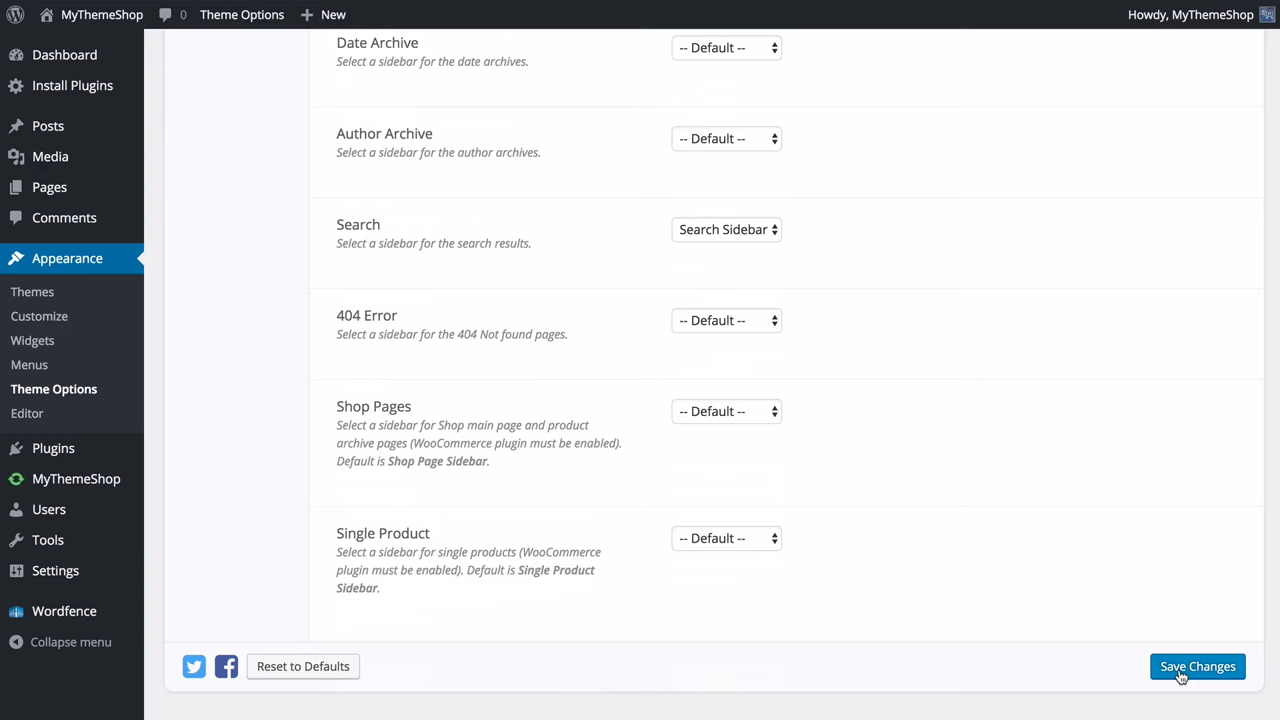 MyThemeShop 0 Theme Options New Howdy, MyThemeShop
Dashboard
Install Plugins
Posts
Media
Pages
Comments
Appearance
Themes
Customize
Widgets
Menus
Theme Options
Editor
Plugins
MyThemeShop
Users
Tools
Settings
Wordfence
Collapse menu
Date Archive
Select a sidebar for the date archives.
-- Default --
Author Archive
Select a sidebar for the author archives.
-- Default --
Search
Select a sidebar for the search results.
Search Sidebar
404 Error
Select a sidebar for the 404 Not found pages.
-- Default --
Shop Pages
Select a sidebar for Shop main page and product
archive pages (WooCommerce plugin must be enabled).
Default is Shop Page Sidebar.
-- Default --
Single Product
Select a sidebar for single products (WooCommerce
plugin must be enabled). Default is Single Product
Sidebar.
-- Default --
Reset to Defaults
Save Changes